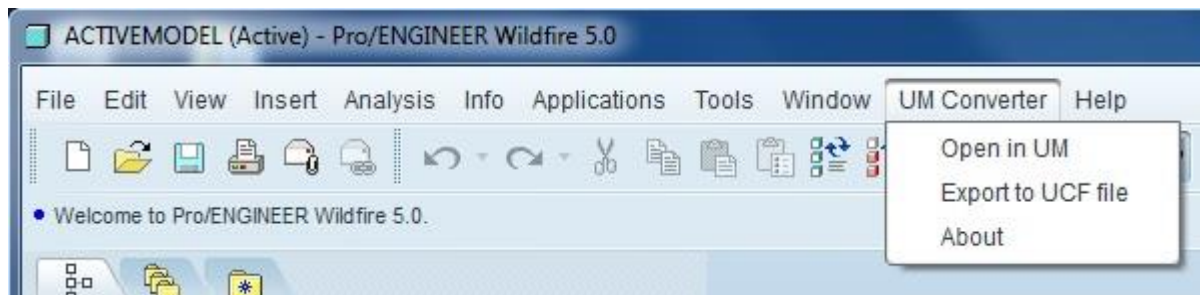 ACTIVEMODEL (Active) - Pro/ENGINEER Wildfire 5.0
File Edit View Insert Analysis Info Applications Tools Window UM Converter Help
Open in UM
Export to UCF file
About
• Welcome to Pro/ENGINEER Wildfire 5.0.